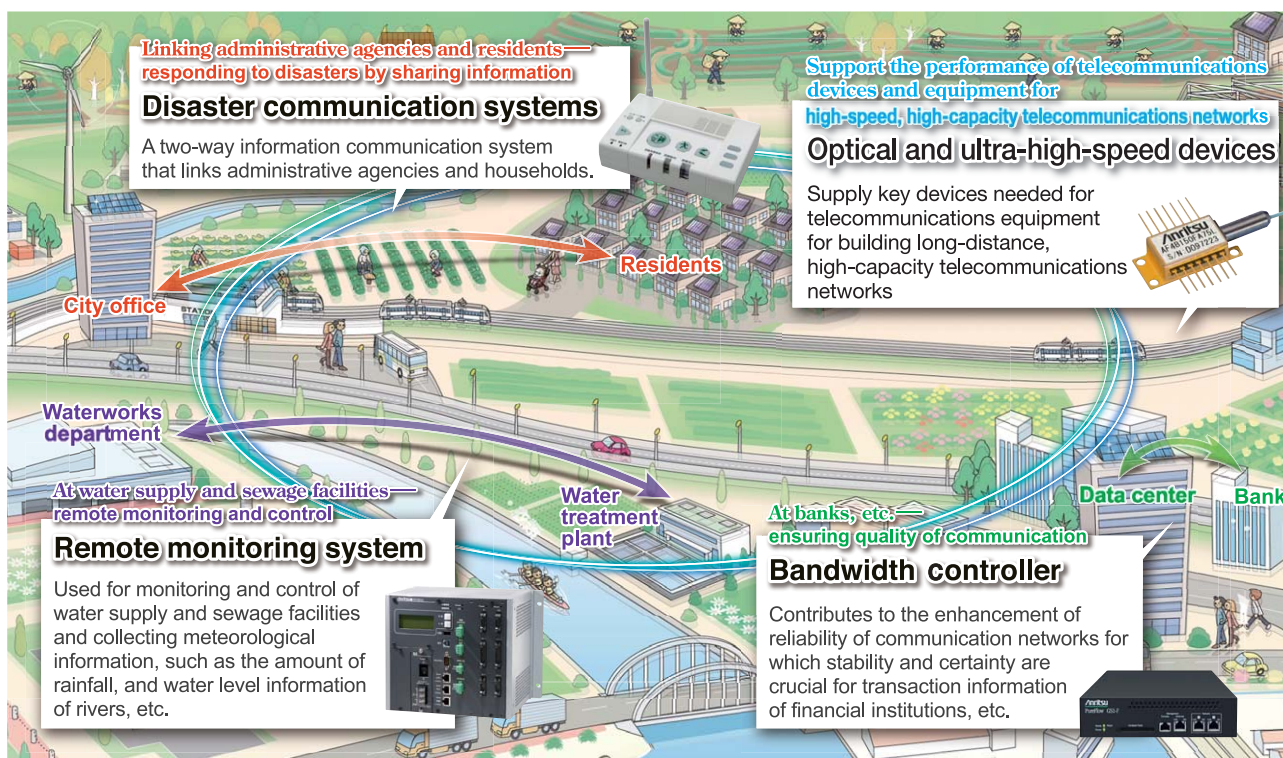 Linking administrative agencies and residents—
responding to disasters by sharing information
Disaster communication systems
A two-way information communication system
that links administrative agencies and households.
Support the performance of telecommunications
devices and equipment for
high-speed, high-capacity telecommunications networks
Optical and ultra-high-speed devices
Supply key devices needed for
telecommunications equipment
for building long-distance,
high-capacity telecommunications
networks
Anritsu
AF4B150FA75L
S/N 0097223
Residents
City office
STATION
Waterworks
department
Water
treatment
plant
Data center
Bank
At water supply and sewage facilities—
remote monitoring and control
Remote monitoring system
Used for monitoring and control of
water supply and sewage facilities
and collecting meteorological
information, such as the amount of
rainfall, and water level information
of rivers, etc.
At banks, etc.—
ensuring quality of communication
Bandwidth controller
Contributes to the enhancement of
reliability of communication networks for
which stability and certainty are
crucial for transaction information
of financial institutions, etc.
Anritsu
PureFlow GSX-F